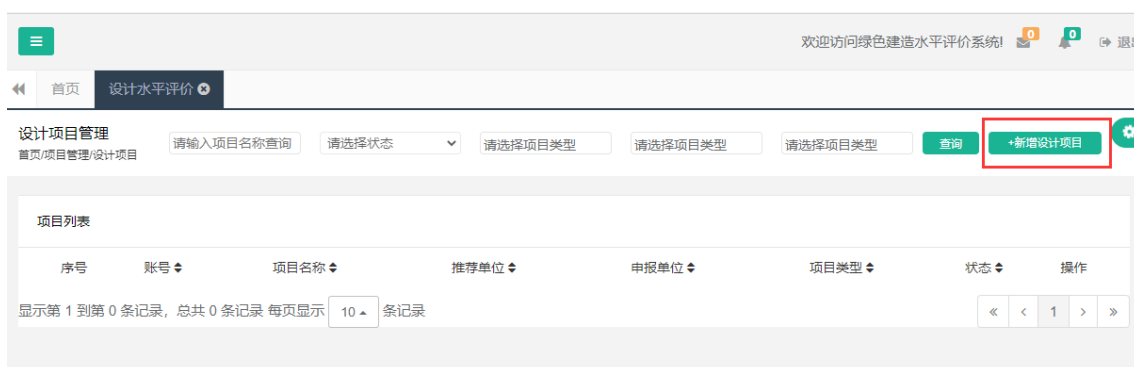 欢迎访问绿色建造水平评价系统! 0 0
首页 设计水平评价
设计项目管理
首页/项目管理/设计项目
请输入项目名称查询 请选择状态 请选择项目类型 请选择项目类型 请选择项目类型 查询 +新增设计项目
项目列表
序号 账号 项目名称 推荐单位 申报单位 项目类型 状态 操作
显示第 1 到第 0 条记录，总共 0 条记录 每页显示 10 条记录 « < 1 > »